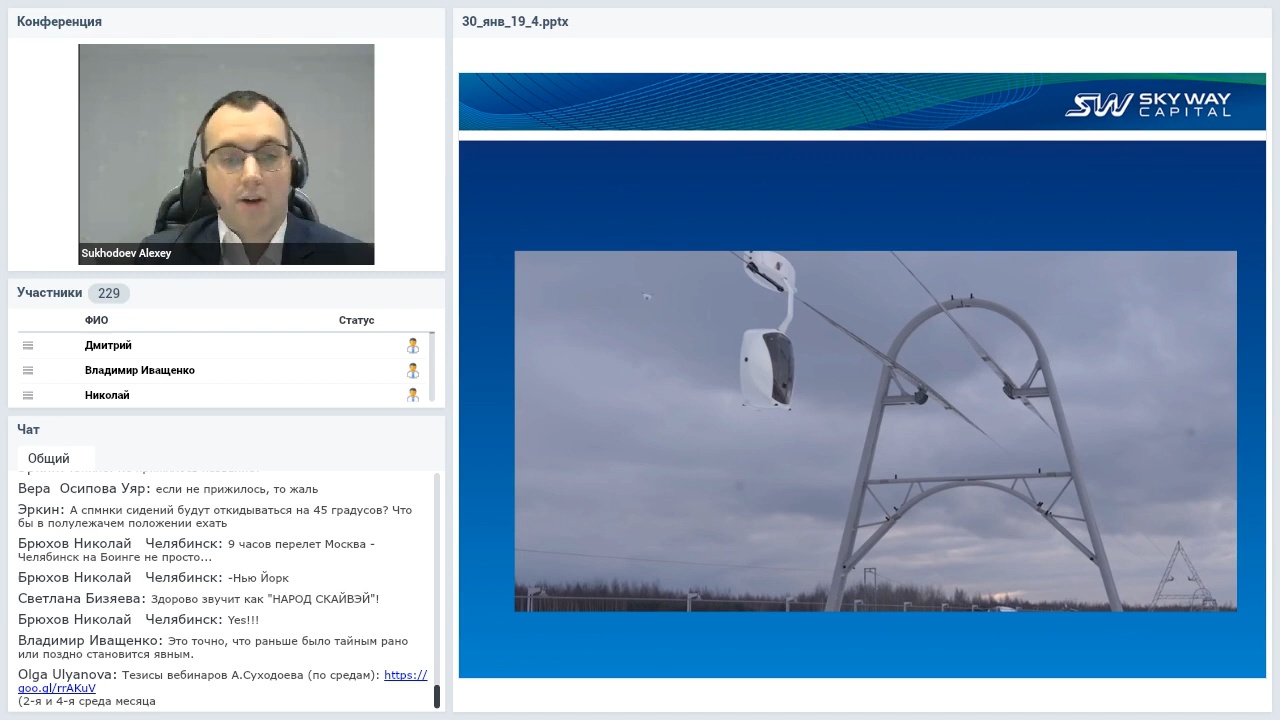 Конференция
Sukhodoev Alexey
Участники 229
ФИО Статус
Дмитрий
Владимир Иващенко
Николай
Чат
Общий
Вера Осипова Уяр: если не прижилось, то жаль
Эркин: А спмнки сидений будут откидываться на 45 градусов? Что
бы в полулежачем положении ехать
Брюхов Николай Челябинск: 9 часов перелет Москва -
Челябинск на Боинге не просто...
Брюхов Николай Челябинск: -Нью Йорк
Светлана Бизяева: Здорово звучит как "НАРОД СКАЙВЭЙ"!
Брюхов Николай Челябинск: Yes!!!
Владимир Иващенко: Это точно, что раньше было тайным рано
или поздно становится явным.
Olga Ulyanova: Тезисы вебинаров А.Суходоева (по средам): https://
goo.gl/rrAKuV
(2-я и 4-я среда месяца
30_янв_19_4.pptx
SW SKY WAY
CAPITAL